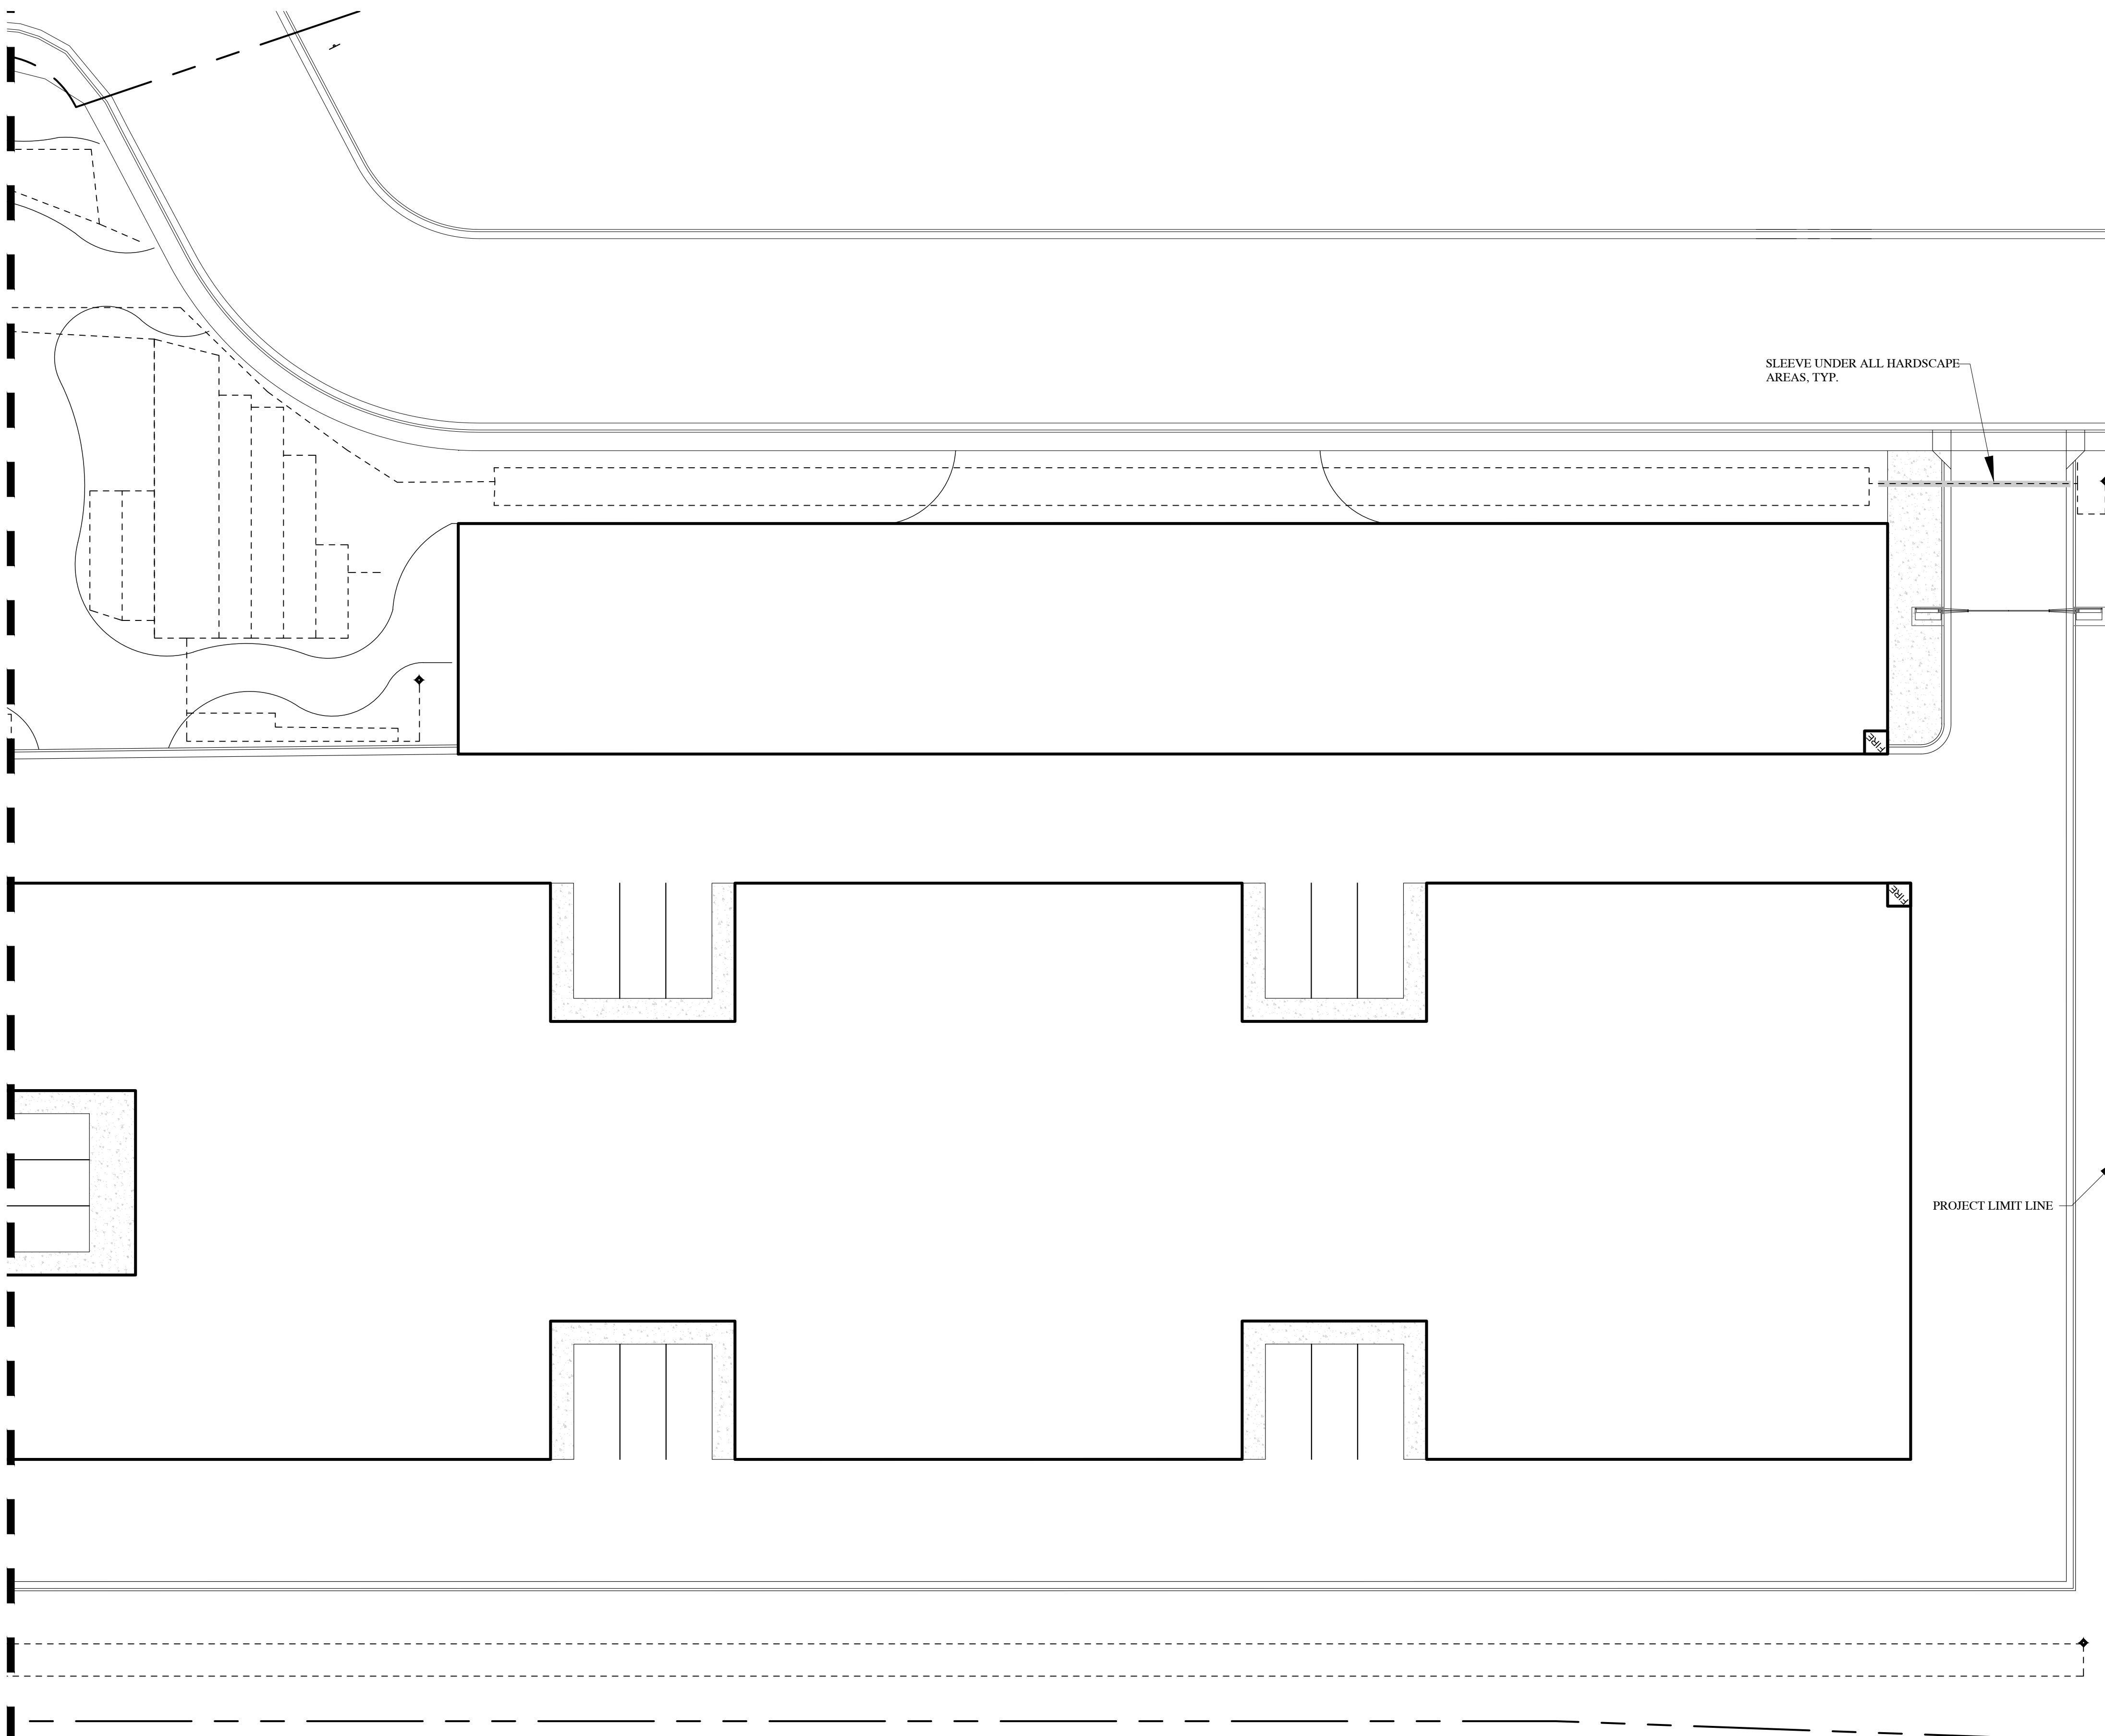 SLEEVE UNDER ALL HARDSCAPE
AREAS, TYP.
FIRE
FIRE
PROJECT LIMIT LINE